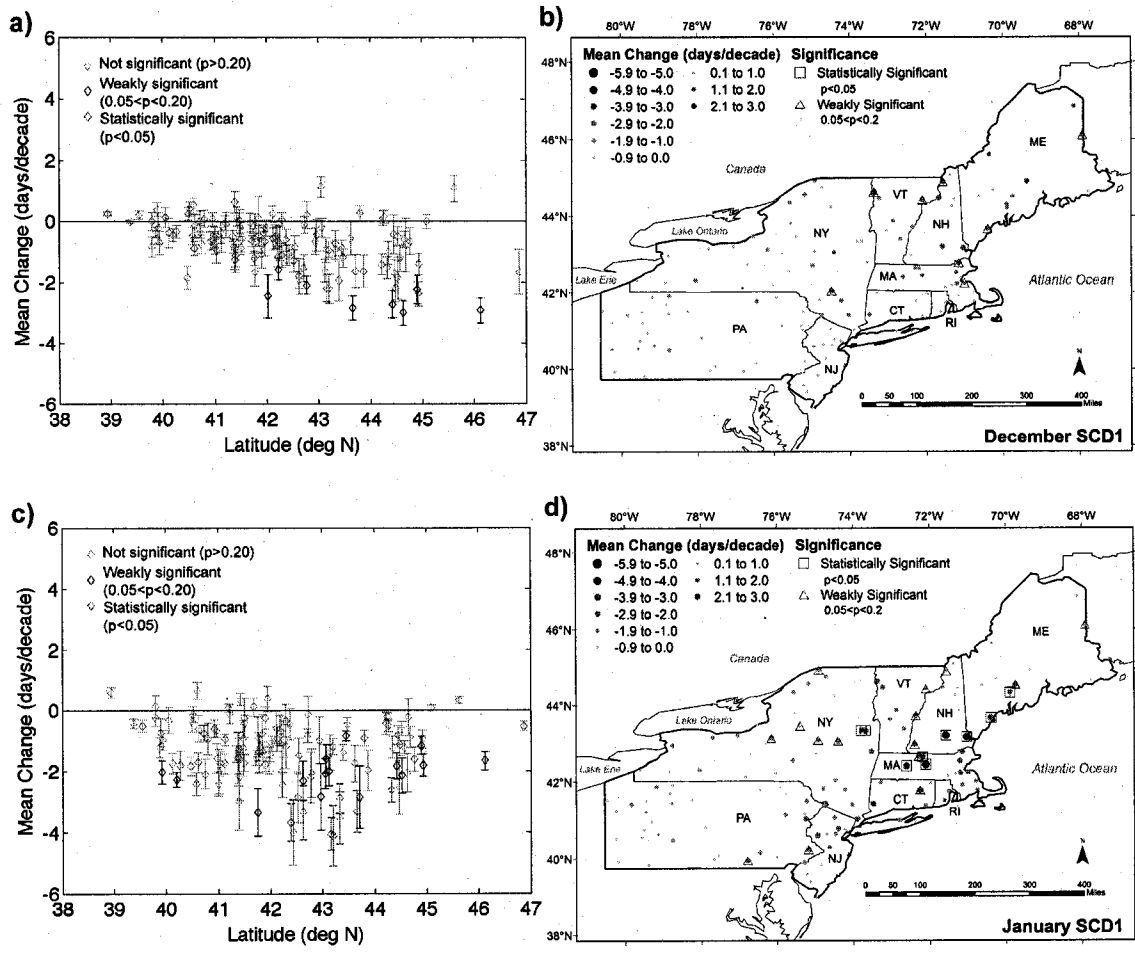 a)
6
4
2
0
-2
-4
-6
38
39
40
41
42
43
44
45
46
47
Mean Change (days/decade)
Latitude (deg N)
Not significant (p>0.20)
Weakly significant
(0.05<p<0.20)
Statistically significant
(p<0.05)
b)
80°W
76°W
74°W
72°W
70°W
68°W
48°N
46°N
44°N
42°N
40°N
38°N
Mean Change (days/decade)
-5.9 to -5.0
-4.9 to -4.0
-3.9 to -3.0
-2.9 to -2.0
-1.9 to -1.0
-0.9 to 0.0
0.1 to 1.0
1.1 to 2.0
2.1 to 3.0
Significance
Statistically Significant
p<0.05
Weakly Significant
0.05<p<0.2
Canada
ME
VT
NH
Lake Ontario
NY
Lake Erie
MA
Atlantic Ocean
CT
RI
PA
NJ
N
0 50 100 200 300 400
Miles
December SCD1
c)
6
4
2
0
-2
-4
-6
38
39
40
41
42
43
44
45
46
47
Mean Change (days/decade)
Latitude (deg N)
Not significant (p>0.20)
Weakly significant
(0.05<p<0.20)
Statistically significant
(p<0.05)
d)
80°W
76°W
74°W
72°W
70°W
68°W
48°N
46°N
44°N
42°N
40°N
38°N
Mean Change (days/decade)
-5.9 to -5.0
-4.9 to -4.0
-3.9 to -3.0
-2.9 to -2.0
-1.9 to -1.0
-0.9 to 0.0
0.1 to 1.0
1.1 to 2.0
2.1 to 3.0
Significance
Statistically Significant
p<0.05
Weakly Significant
0.05<p<0.2
Canada
ME
VT
NH
Lake Ontario
NY
Lake Erie
MA
Atlantic Ocean
CT
RI
PA
NJ
N
0 50 100 200 300 400
Miles
January SCD1